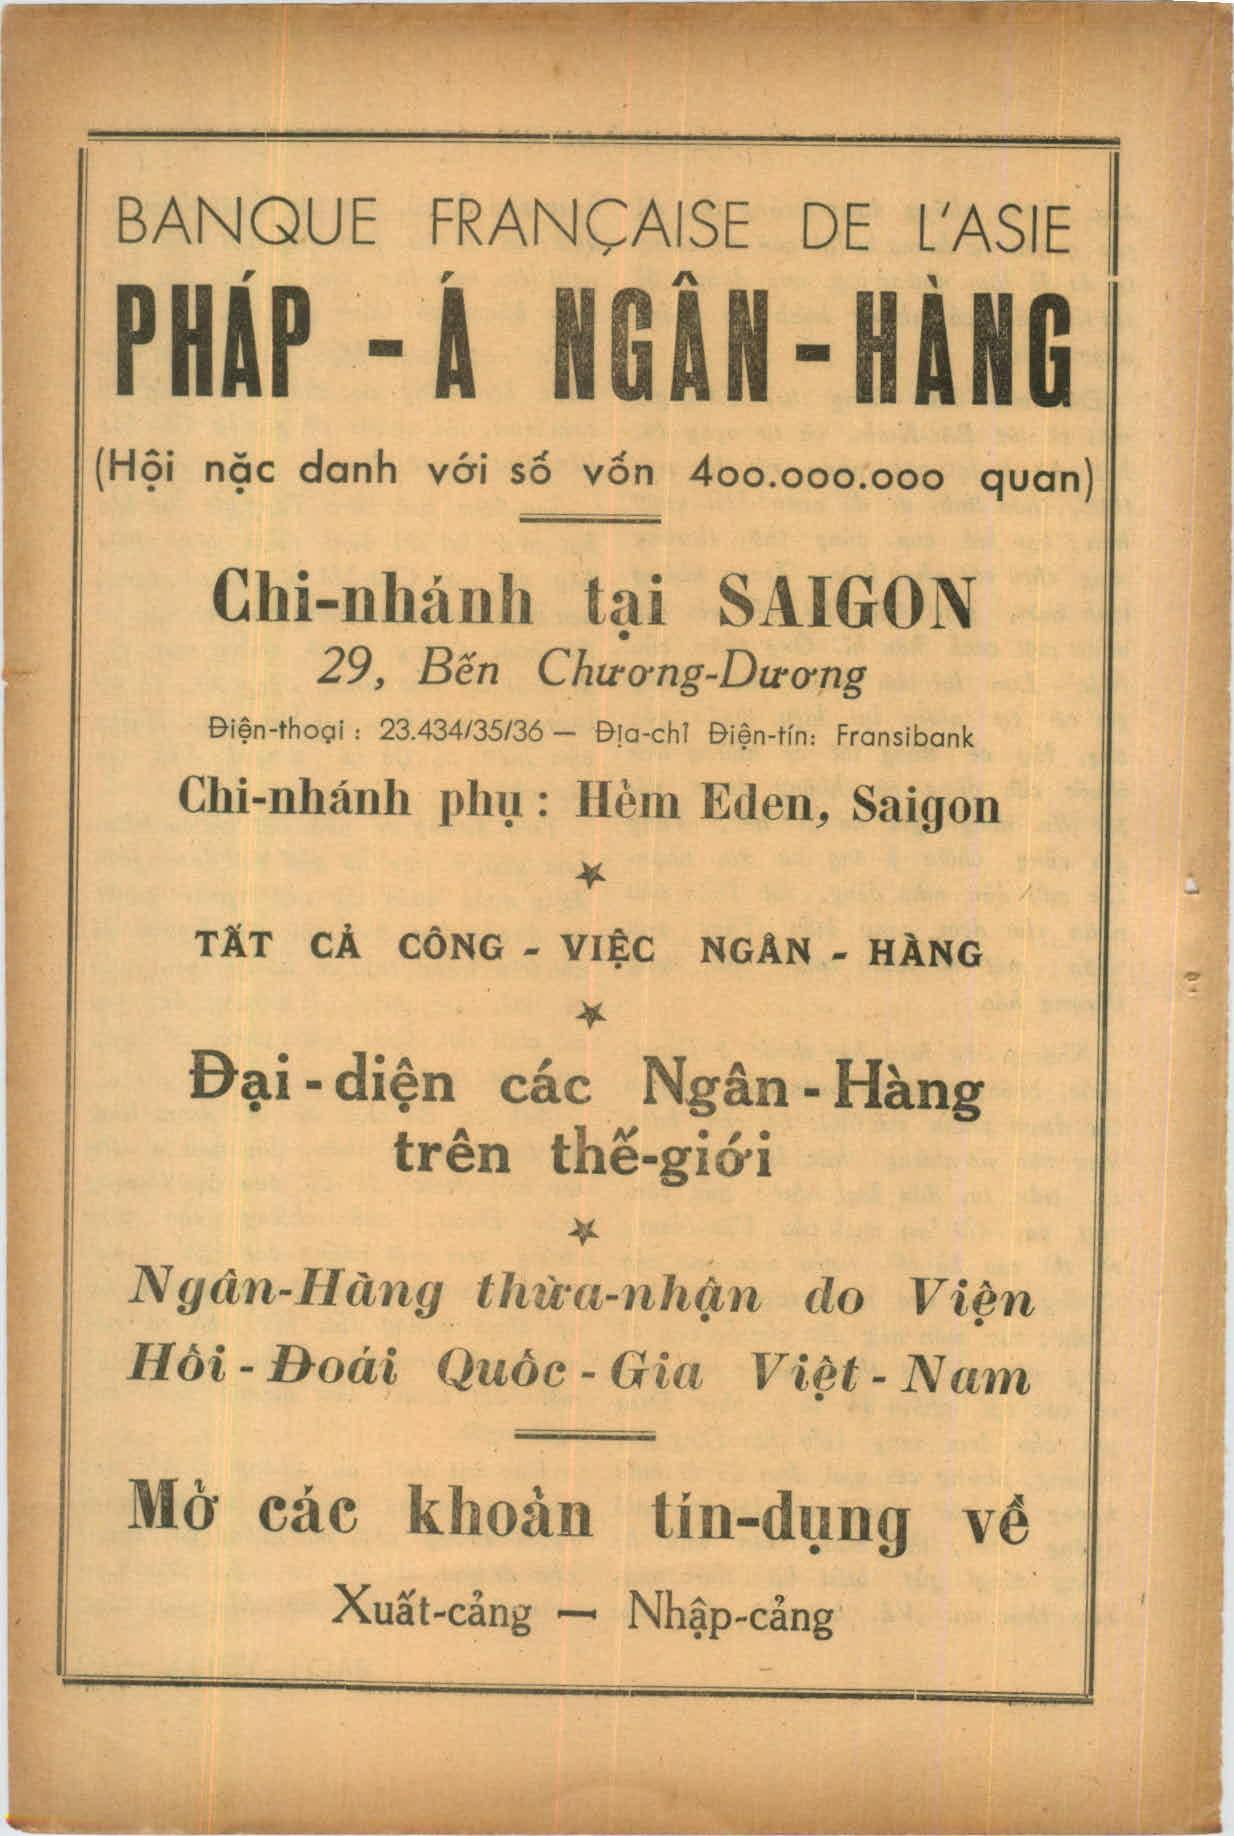 BANQUE FRANÇAISE DE L'ASIE
PHÁP - Á NGÂN - HÀNG
(Hội nặc danh với số vốn 400.000.000 quan)
Chi-nhánh tại SAIGON
29, Bến Chương-Dương
Điện-thoại : 23.434/35/36 — Địa-chỉ Điện-tín: Fransibank
Chi-nhánh phụ : Hẻm Eden, Saigon
TẤT CẢ CÔNG - VIỆC NGÂN - HÀNG
Đại - diện các Ngân - Hàng
trên thế-giới
Ngân-Hàng thừa-nhận do Viện
Hối - Đoái Quốc - Gia Việt - Nam
Mở các khoản tín-dụng về
Xuất-cảng — Nhập-cảng